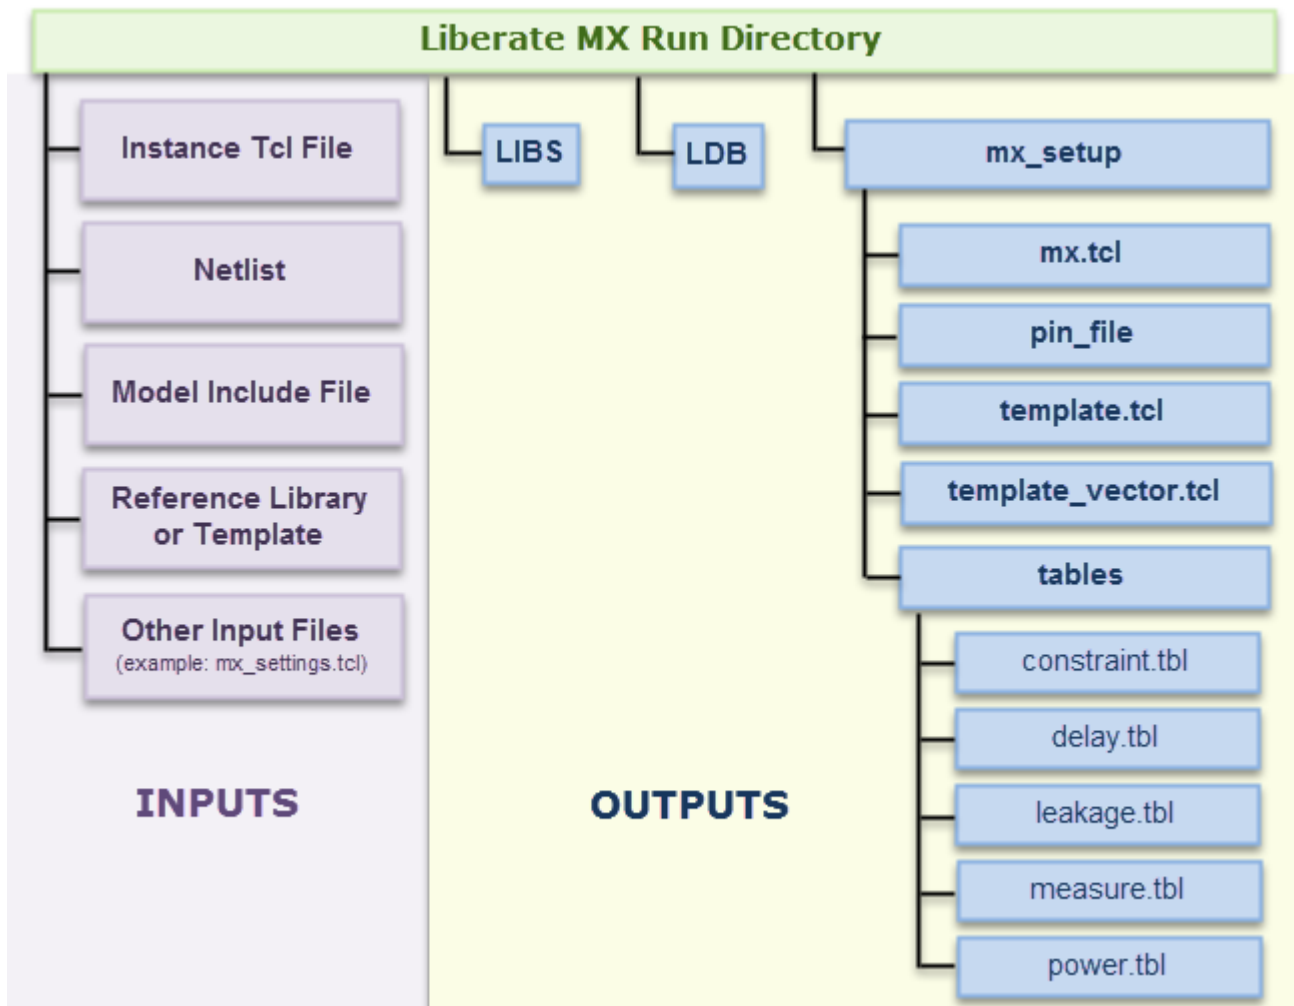 Liberate MX Run Directory
Instance Tcl File
Netlist
Model Include File
Reference Library
or Template
Other Input Files
(example: mx_settings.tcl)
INPUTS
LIBS
LDB
mx_setup
mx.tcl
pin_file
template.tcl
template_vector.tcl
tables
constraint.tbl
delay.tbl
leakage.tbl
measure.tbl
power.tbl
OUTPUTS